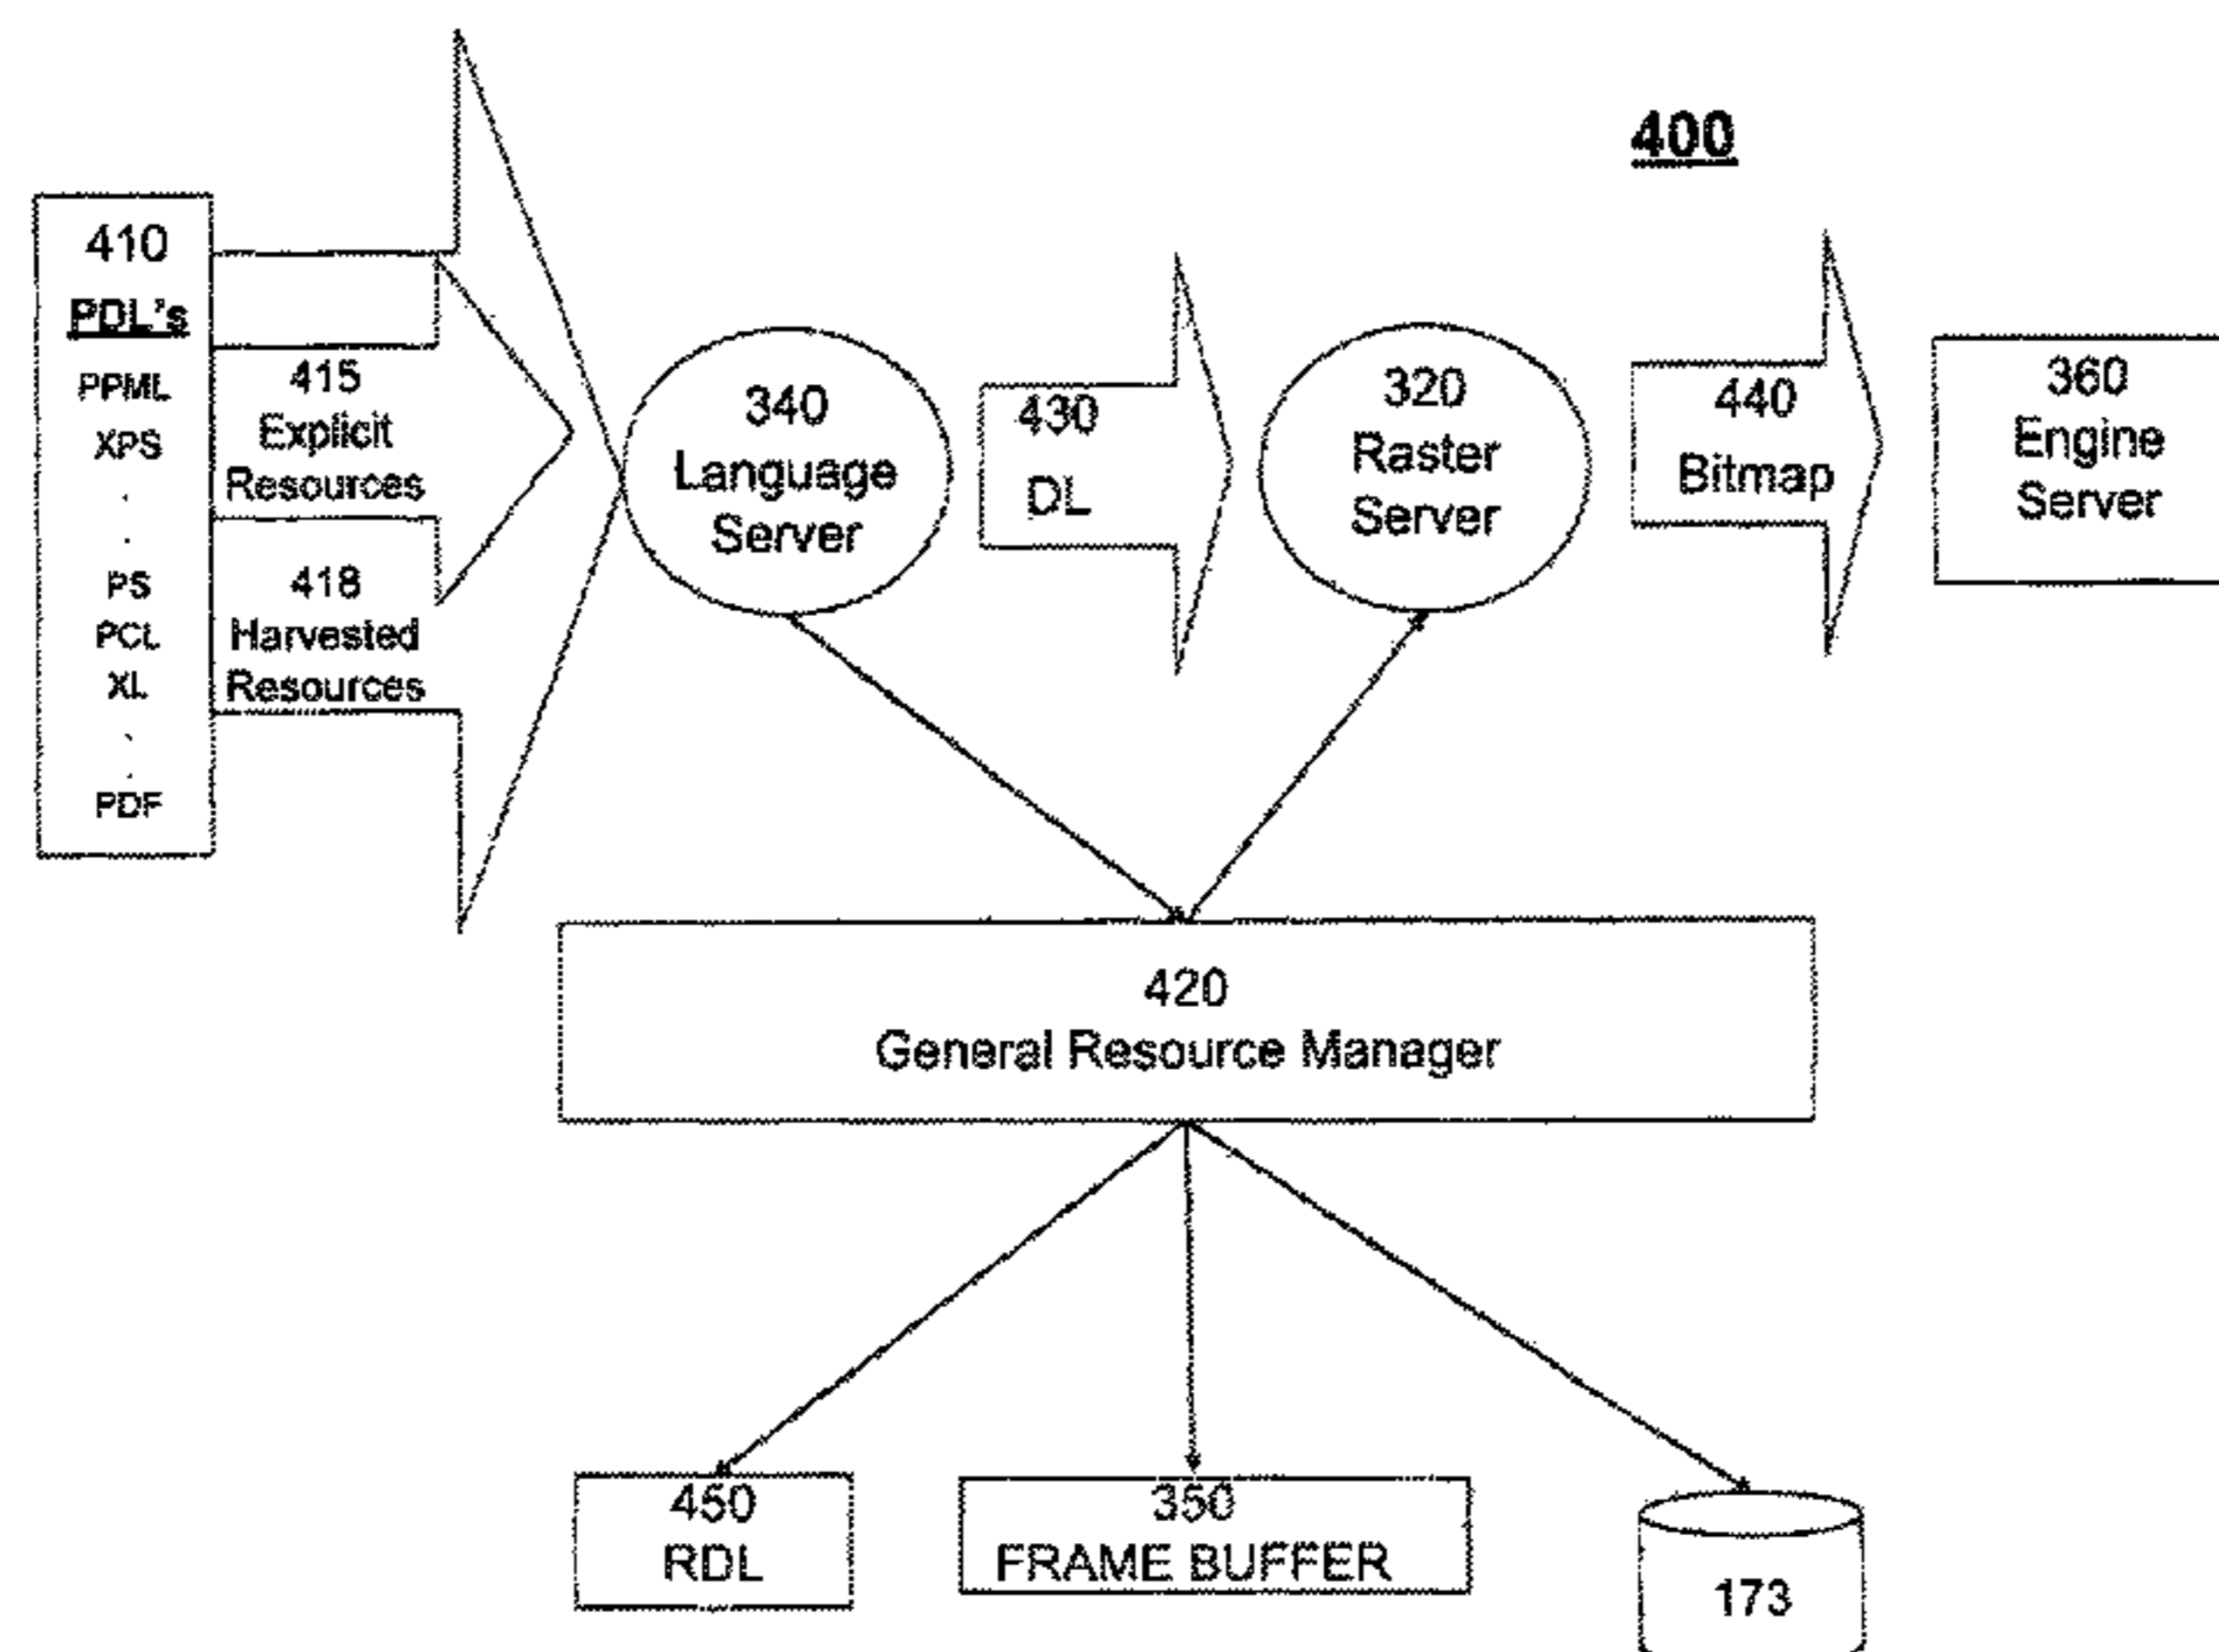 400
410
PDL's
PPML
XPS
.
.
PS
PCL
XL
.
.
PDF
415
Explicit
Resources
418
Harvested
Resources
340
Language
Server
430
DL
320
Raster
Server
440
Bitmap
360
Engine
Server
420
General Resource Manager
450
RDL
350
FRAME BUFFER
173